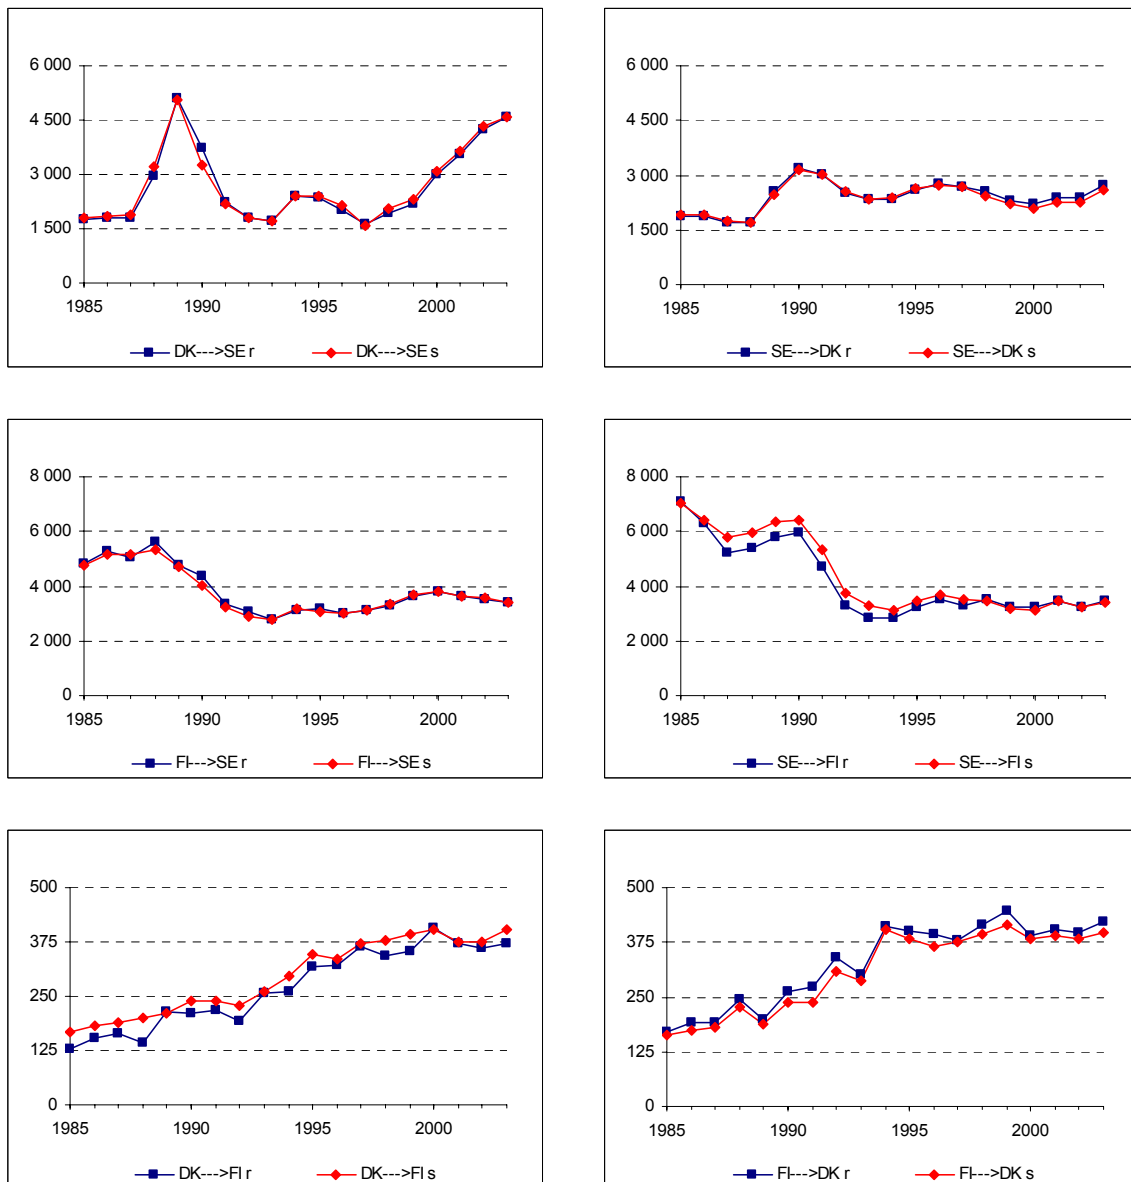 6 000
4 500
3 000
1 500
0
1985 1990 1995 2000
DK--->SE r DK--->SE s
6 000
4 500
3 000
1 500
0
1985 1990 1995 2000
SE--->DK r SE--->DK s
8 000
6 000
4 000
2 000
0
1985 1990 1995 2000
FI--->SE r FI--->SE s
8 000
6 000
4 000
2 000
0
1985 1990 1995 2000
SE--->FI r SE--->FI s
500
375
250
125
0
1985 1990 1995 2000
DK--->FI r DK--->FI s
500
375
250
125
0
1985 1990 1995 2000
FI--->DK r FI--->DK s